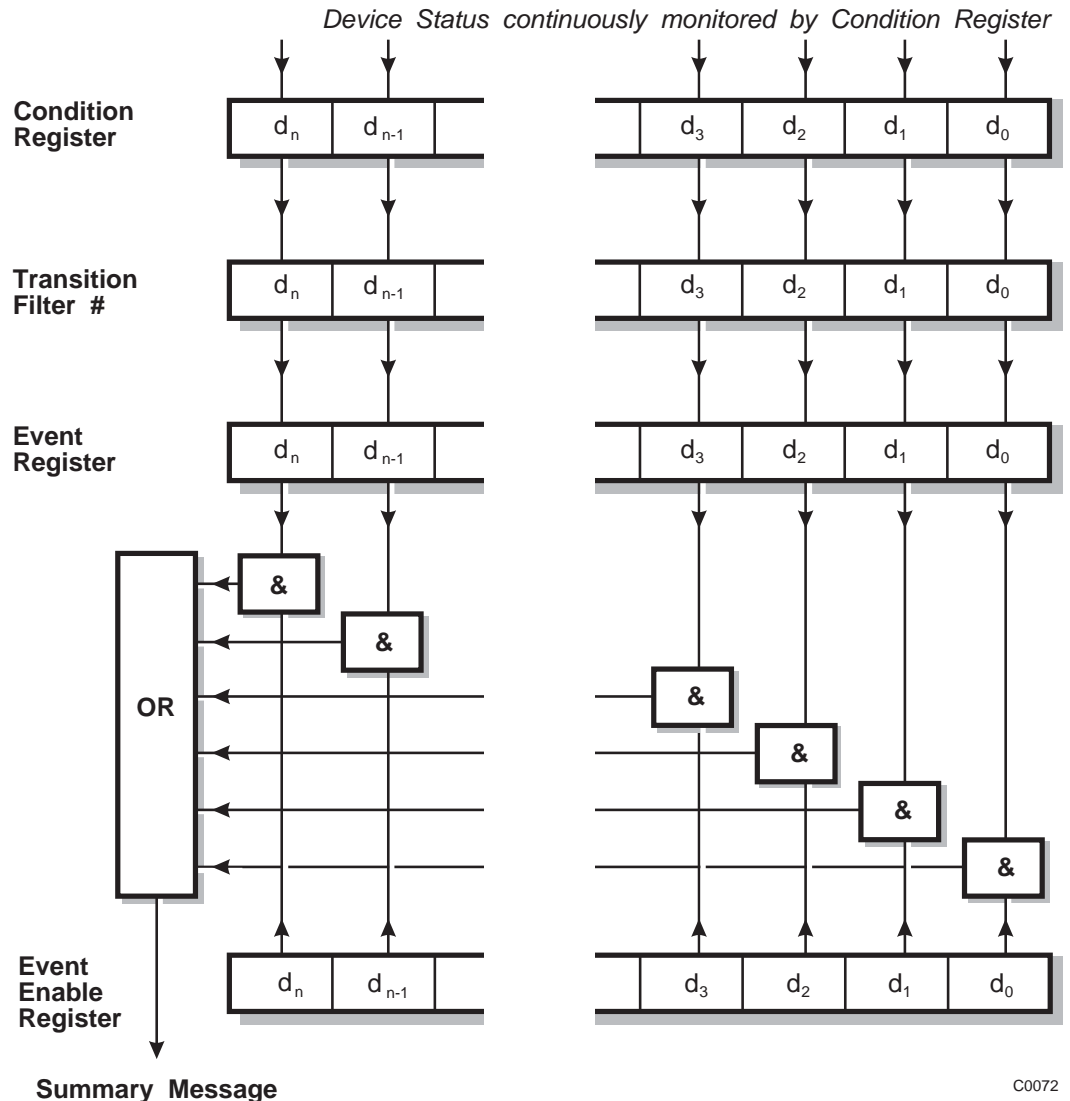 Device Status continuously monitored by Condition Register
Condition
Register
dn dn-1 d3 d2 d1 d0
Transition
Filter #
dn dn-1 d3 d2 d1 d0
Event
Register
dn dn-1 d3 d2 d1 d0
&
&
OR
&
&
&
&
Event
Enable
Register
dn dn-1 d3 d2 d1 d0
Summary Message
C0072